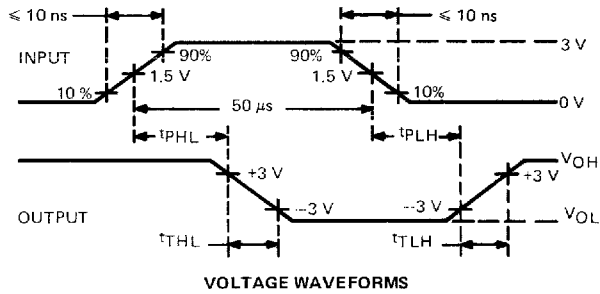 ≤ 10 ns
≤ 10 ns
INPUT
90%
90%
3 V
1.5 V
1.5 V
10 %
10%
0 V
50 μs
tPHL
tPLH
VOH
+3 V
+3 V
OUTPUT
--3 V
--3 V
VOL
tTHL
tTLH
VOLTAGE WAVEFORMS